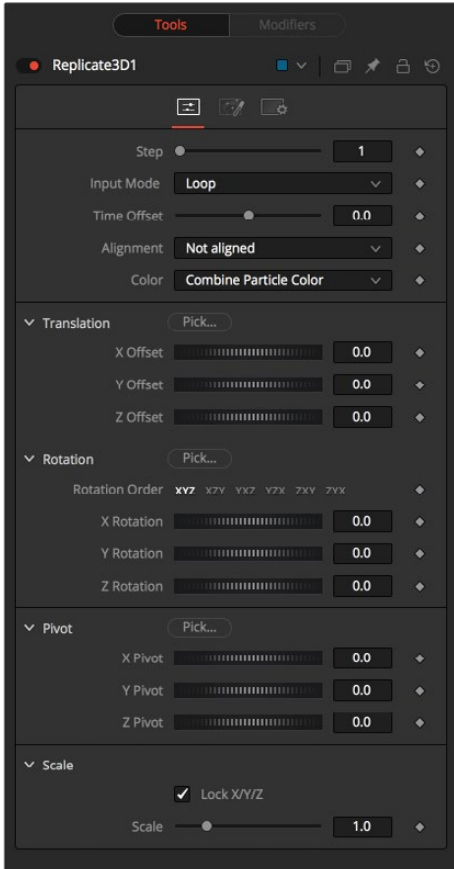 Tools Modifiers
Replicate3D1
Step 1
Input Mode Loop
Time Offset 0.0
Alignment Not aligned
Color Combine Particle Color
Translation Pick...
X Offset 0.0
Y Offset 0.0
Z Offset 0.0
Rotation Pick...
Rotation Order XYZ XZY YXZ YZX ZXY ZYX
X Rotation 0.0
Y Rotation 0.0
Z Rotation 0.0
Pivot Pick...
X Pivot 0.0
Y Pivot 0.0
Z Pivot 0.0
Scale
Lock X/Y/Z
Scale 1.0